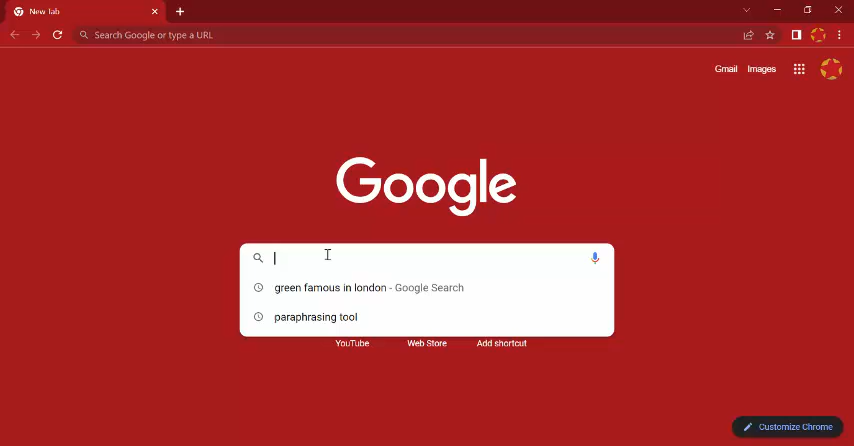 New Tab
Search Google or type a URL
Gmail Images
Google
green famous in london - Google Search
paraphrasing tool
YouTube Web Store Add shortcut
Customize Chrome